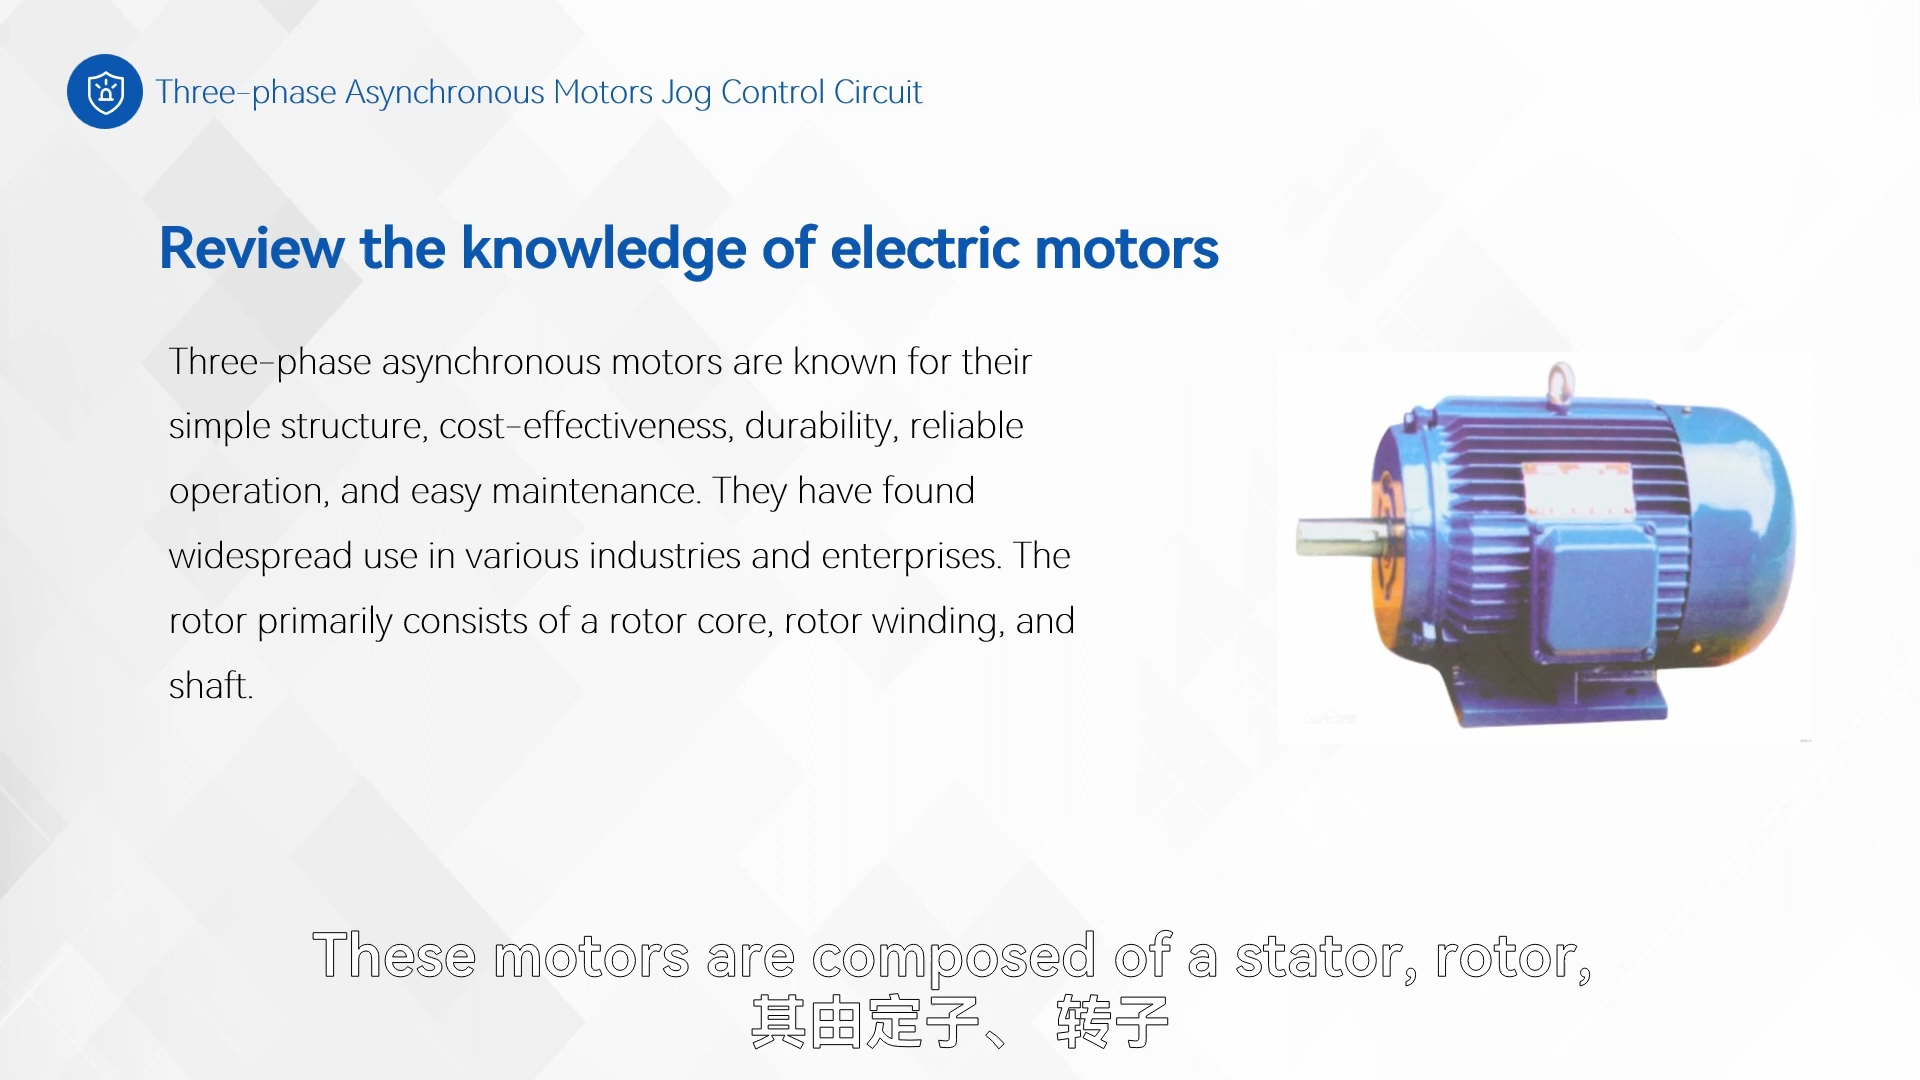 Three-phase Asynchronous Motors Jog Control Circuit
Review the knowledge of electric motors
Three-phase asynchronous motors are known for their
simple structure, cost-effectiveness, durability, reliable
operation, and easy maintenance. They have found
widespread use in various industries and enterprises. The
rotor primarily consists of a rotor core, rotor winding, and
shaft.
These motors are composed of a stator, rotor,
其由定子、 转子